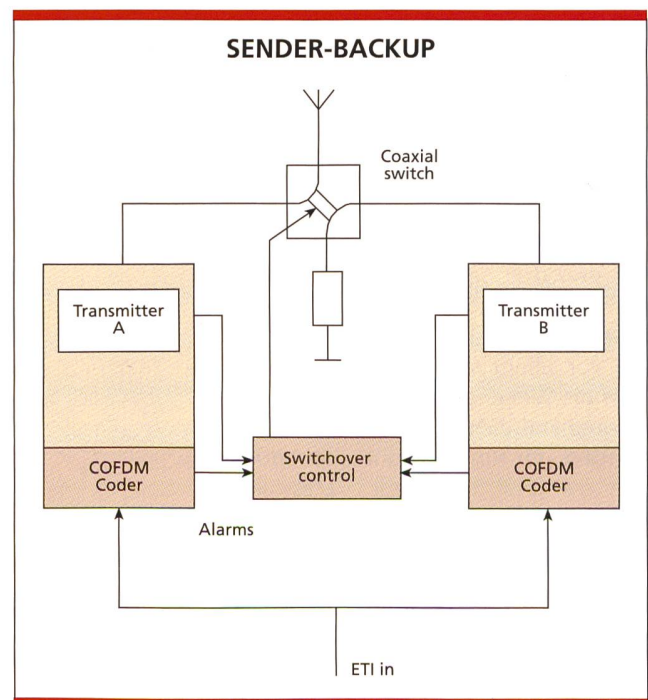 SENDER-BACKUP
Coaxial
switch
Transmitter
A
Transmitter
B
Switchover
control
COFDM
Coder
COFDM
Coder
Alarms
ETI in